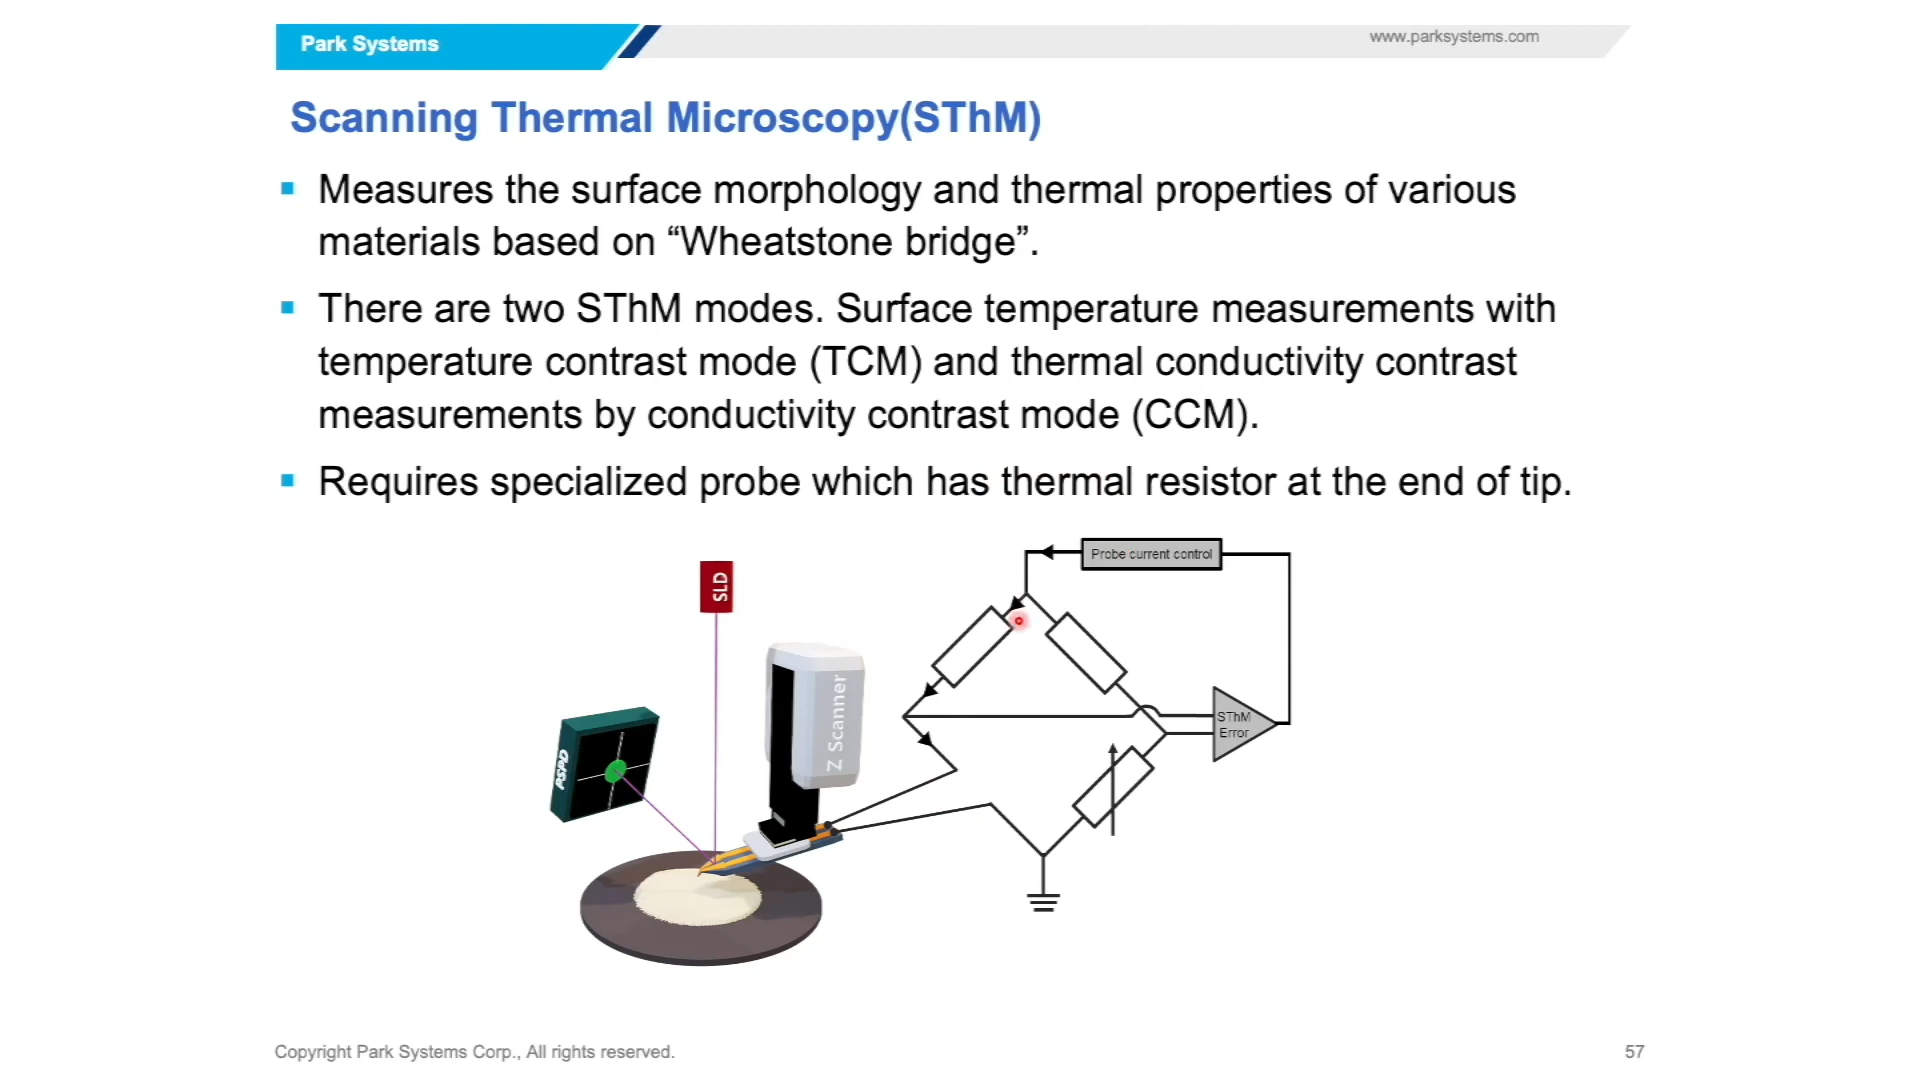 Park Systems
www.parksystems.com
Scanning Thermal Microscopy(SThM)
Measures the surface morphology and thermal properties of various
materials based on “Wheatstone bridge”.
There are two SThM modes. Surface temperature measurements with
temperature contrast mode (TCM) and thermal conductivity contrast
measurements by conductivity contrast mode (CCM).
Requires specialized probe which has thermal resistor at the end of tip.
Probe current control
SLD
Z Scanner
PSPD
SThM
Error
Copyright Park Systems Corp., All rights reserved.
57